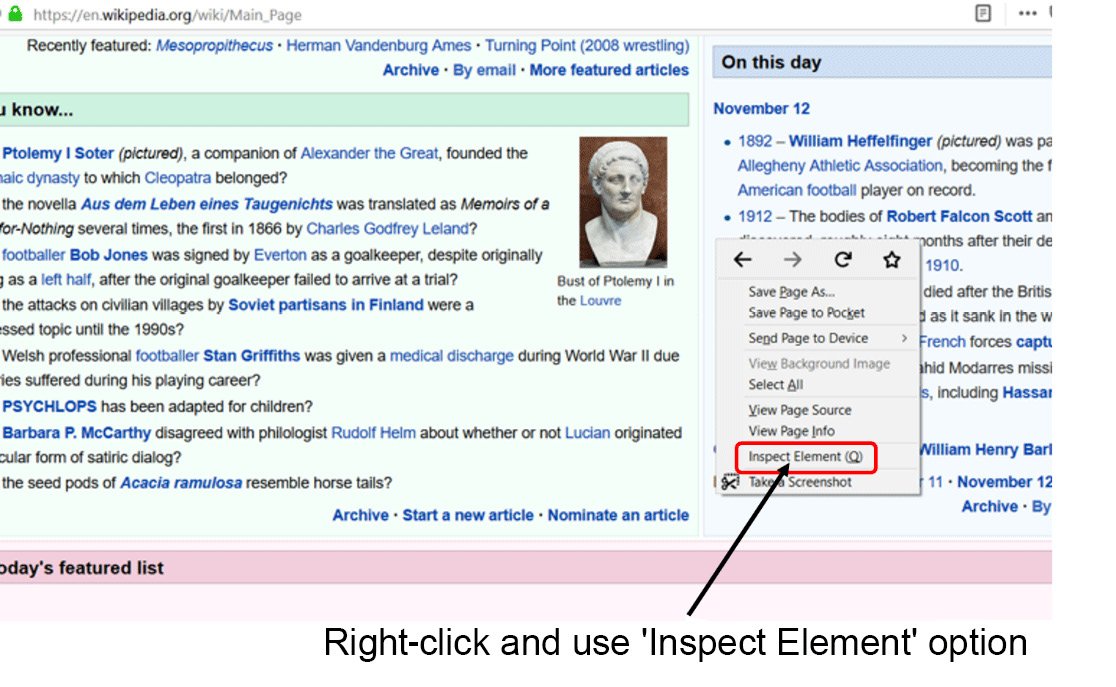 https://en.wikipedia.org/wiki/Main_Page
Recently featured: Mesopropithecus · Herman Vandenburg Ames · Turning Point (2008 wrestling)
Archive · By email · More featured articles
u know...
Ptolemy I Soter (pictured), a companion of Alexander the Great, founded the
naic dynasty to which Cleopatra belonged?
the novella Aus dem Leben eines Taugenichts was translated as Memoirs of a
for-Nothing several times, the first in 1866 by Charles Godfrey Leland?
footballer Bob Jones was signed by Everton as a goalkeeper, despite originally
g as a left half, after the original goalkeeper failed to arrive at a trial?
the attacks on civilian villages by Soviet partisans in Finland were a
essed topic until the 1990s?
Welsh professional footballer Stan Griffiths was given a medical discharge during World War II due
ries suffered during his playing career?
PSYCHLOPS has been adapted for children?
Barbara P. McCarthy disagreed with philologist Rudolf Helm about whether or not Lucian originated
cular form of satiric dialog?
the seed pods of Acacia ramulosa resemble horse tails?
Bust of Ptolemy I in
the Louvre
Archive · Start a new article · Nominate an article
oday's featured list
On this day
November 12
• 1892 – William Heffelfinger (pictured) was pa
Allegheny Athletic Association, becoming the f
American football player on record.
• 1912 – The bodies of Robert Falcon Scott an
discovered, roughly eight months after their de
1910.
died after the Britis
d as it sank in the w
French forces captu
ahid Modarres missi
s, including Hassan
William Henry Barl
r 11 · November 12
Archive · By
Save Page As...
Save Page to Pocket
Send Page to Device
View Background Image
Select All
View Page Source
View Page Info
Inspect Element (Q)
Take a Screenshot
Right-click and use 'Inspect Element' option